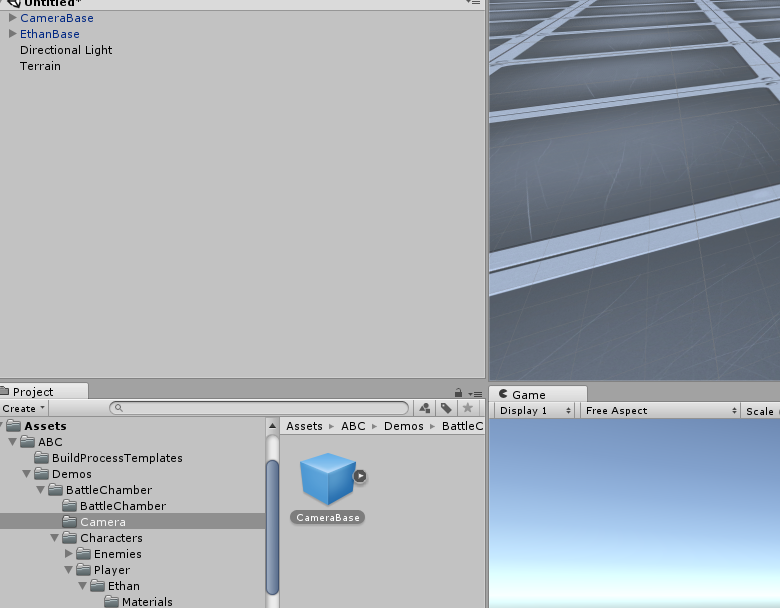 Untitled*
CameraBase
EthanBase
Directional Light
Terrain
Project
Create
Assets
ABC
BuildProcessTemplates
Demos
BattleChamber
BattleChamber
Camera
Characters
Enemies
Player
Ethan
Materials
Assets ABC Demos BattleC
CameraBase
Game
Display 1 Free Aspect Scale